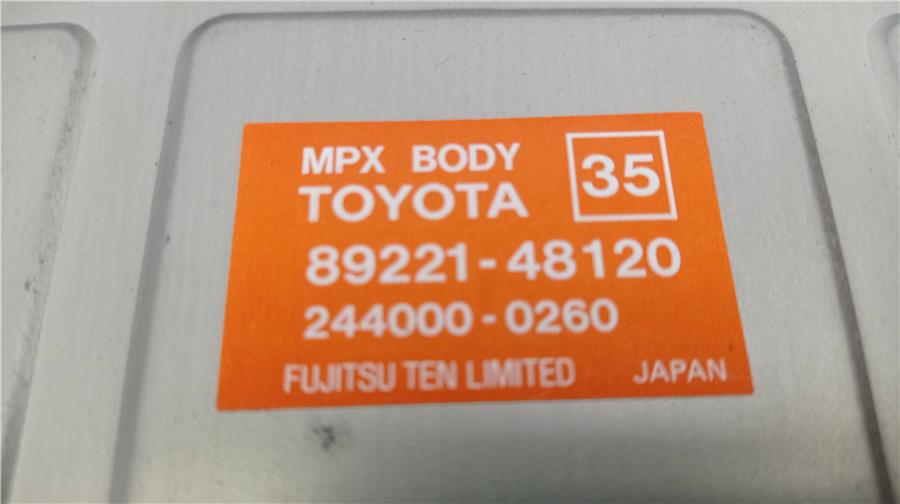 MPX BODY 35
TOYOTA
89221-48120
244000-0260
FUJITSU TEN LIMITED JAPAN